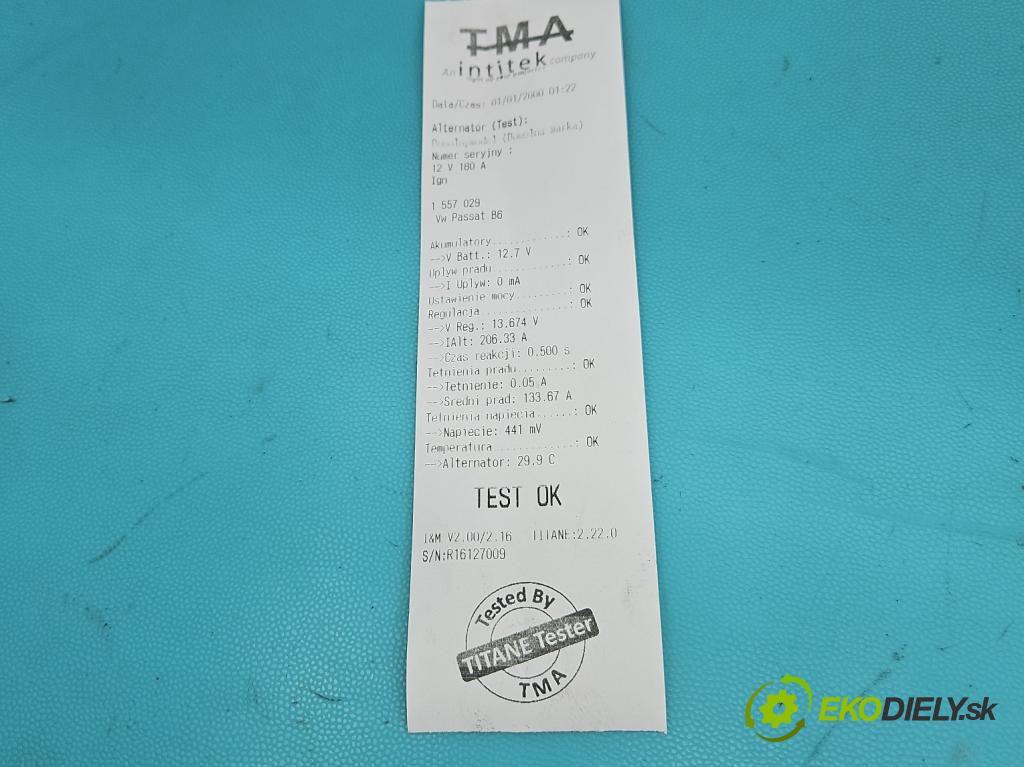 TMA
An intitek company
Data/Czas: 01/01/2000 01:22
Alternator (Test):
(Dowolna marka)
Numer seryjny :
12 V 180 A
Ign
1 557 029
Vw Passat B6
Akumulatory............: OK
-->V Batt.: 12.7 V
Uplyw pradu............: OK
-->I Uplyw: 0 mA
Ustawienie mocy........: OK
Regulacja..............: OK
-->V Reg.: 13.674 V
-->IAlt: 206.33 A
-->Czas reakcji: 0.500 s
Tetnienia pradu........: OK
-->Tetnienie: 0.05 A
-->Sredni prad: 133.67 A
Tetnienia napiecia.....: OK
-->Napiecie: 441 mV
Temperatura............: OK
-->Alternator: 29.9 C
TEST OK
I&M V2.00/2.16 TITANE:2.22.0
S/N:R16127009
Tested By
TITANE Tester
TMA
EKODIELY.sk